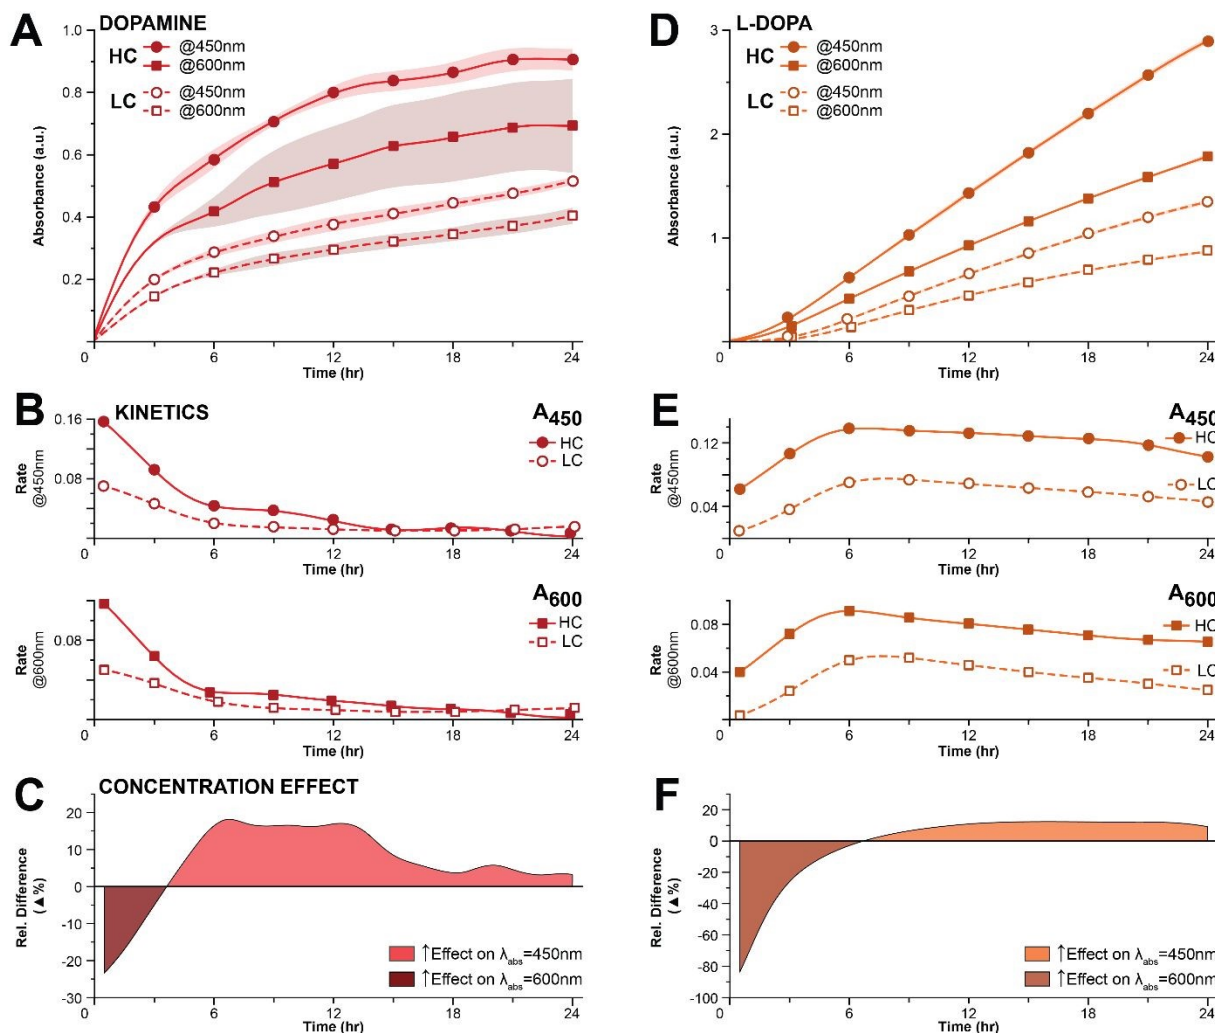 A DOPAMINE
HC
@450nm
@600nm
LC
@450nm
@600nm
Absorbance (a.u.)
1.0
0.8
0.6
0.4
0.2
0 6 12 18 24
Time (hr)
D L-DOPA
HC
@450nm
@600nm
LC
@450nm
@600nm
Absorbance (a.u.)
3
2
1
0 6 12 18 24
Time (hr)
B KINETICS
A450
HC
LC
Rate
@450nm
0.16
0.08
0 6 12 18 24
Time (hr)
A600
HC
LC
Rate
@600nm
0.08
0 6 12 18 24
Time (hr)
E
A450
HC
LC
Rate
@450nm
0.12
0.04
0 6 12 18 24
Time (hr)
A600
HC
LC
Rate
@600nm
0.08
0.04
0 6 12 18 24
Time (hr)
C CONCENTRATION EFFECT
Rel. Difference
(▲%)
20
10
0
-10
-20
-30
↑Effect on λabs=450nm
↑Effect on λabs=600nm
0 6 12 18 24
Time (hr)
F
Rel. Difference
(▲%)
20
0
-20
-40
-60
-80
-100
↑Effect on λabs=450nm
↑Effect on λabs=600nm
0 6 12 18 24
Time (hr)